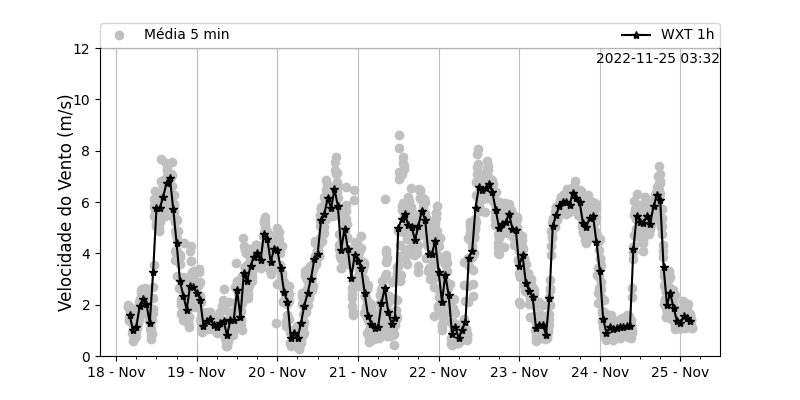 Média 5 min
WXT 1h
2022-11-25 03:32
Velocidade do Vento (m/s)
12
10
8
6
4
2
0
18 - Nov 19 - Nov 20 - Nov 21 - Nov 22 - Nov 23 - Nov 24 - Nov 25 - Nov